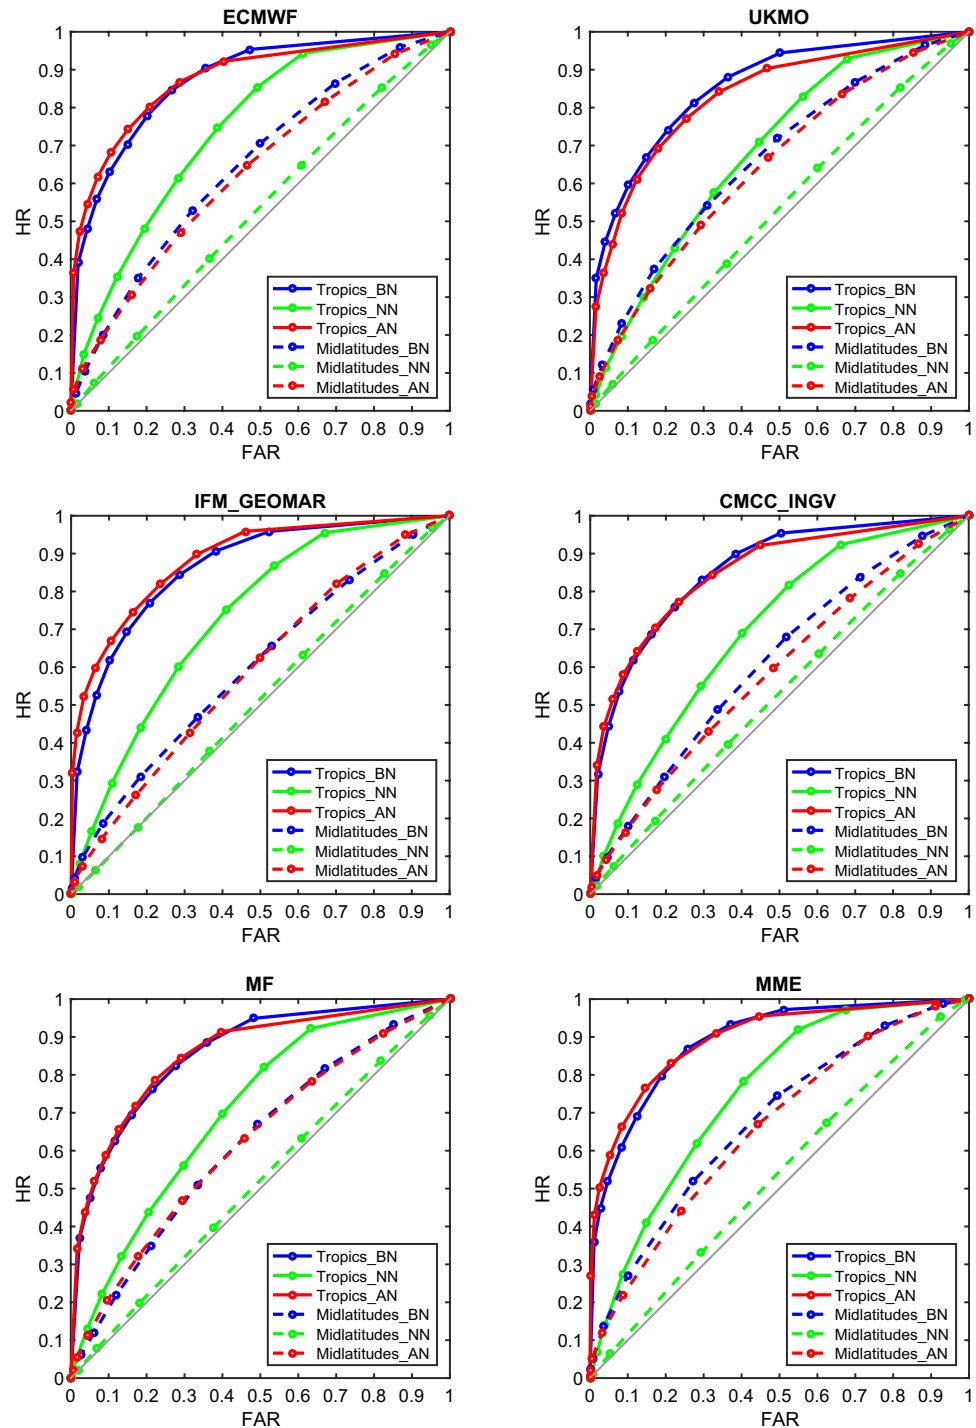 ECMWF
1
0.9
0.8
0.7
0.6
0.5
0.4
0.3
0.2
0.1
0
HR
Tropics_BN
Tropics_NN
Tropics_AN
Midlatitudes_BN
Midlatitudes_NN
Midlatitudes_AN
0 0.1 0.2 0.3 0.4 0.5 0.6 0.7 0.8 0.9 1
FAR
UKMO
1
0.9
0.8
0.7
0.6
0.5
0.4
0.3
0.2
0.1
0
HR
Tropics_BN
Tropics_NN
Tropics_AN
Midlatitudes_BN
Midlatitudes_NN
Midlatitudes_AN
0 0.1 0.2 0.3 0.4 0.5 0.6 0.7 0.8 0.9 1
FAR
IFM_GEOMAR
1
0.9
0.8
0.7
0.6
0.5
0.4
0.3
0.2
0.1
0
HR
Tropics_BN
Tropics_NN
Tropics_AN
Midlatitudes_BN
Midlatitudes_NN
Midlatitudes_AN
0 0.1 0.2 0.3 0.4 0.5 0.6 0.7 0.8 0.9 1
FAR
CMCC_INGV
1
0.9
0.8
0.7
0.6
0.5
0.4
0.3
0.2
0.1
0
HR
Tropics_BN
Tropics_NN
Tropics_AN
Midlatitudes_BN
Midlatitudes_NN
Midlatitudes_AN
0 0.1 0.2 0.3 0.4 0.5 0.6 0.7 0.8 0.9 1
FAR
MF
1
0.9
0.8
0.7
0.6
0.5
0.4
0.3
0.2
0.1
0
HR
Tropics_BN
Tropics_NN
Tropics_AN
Midlatitudes_BN
Midlatitudes_NN
Midlatitudes_AN
0 0.1 0.2 0.3 0.4 0.5 0.6 0.7 0.8 0.9 1
FAR
MME
1
0.9
0.8
0.7
0.6
0.5
0.4
0.3
0.2
0.1
0
HR
Tropics_BN
Tropics_NN
Tropics_AN
Midlatitudes_BN
Midlatitudes_NN
Midlatitudes_AN
0 0.1 0.2 0.3 0.4 0.5 0.6 0.7 0.8 0.9 1
FAR